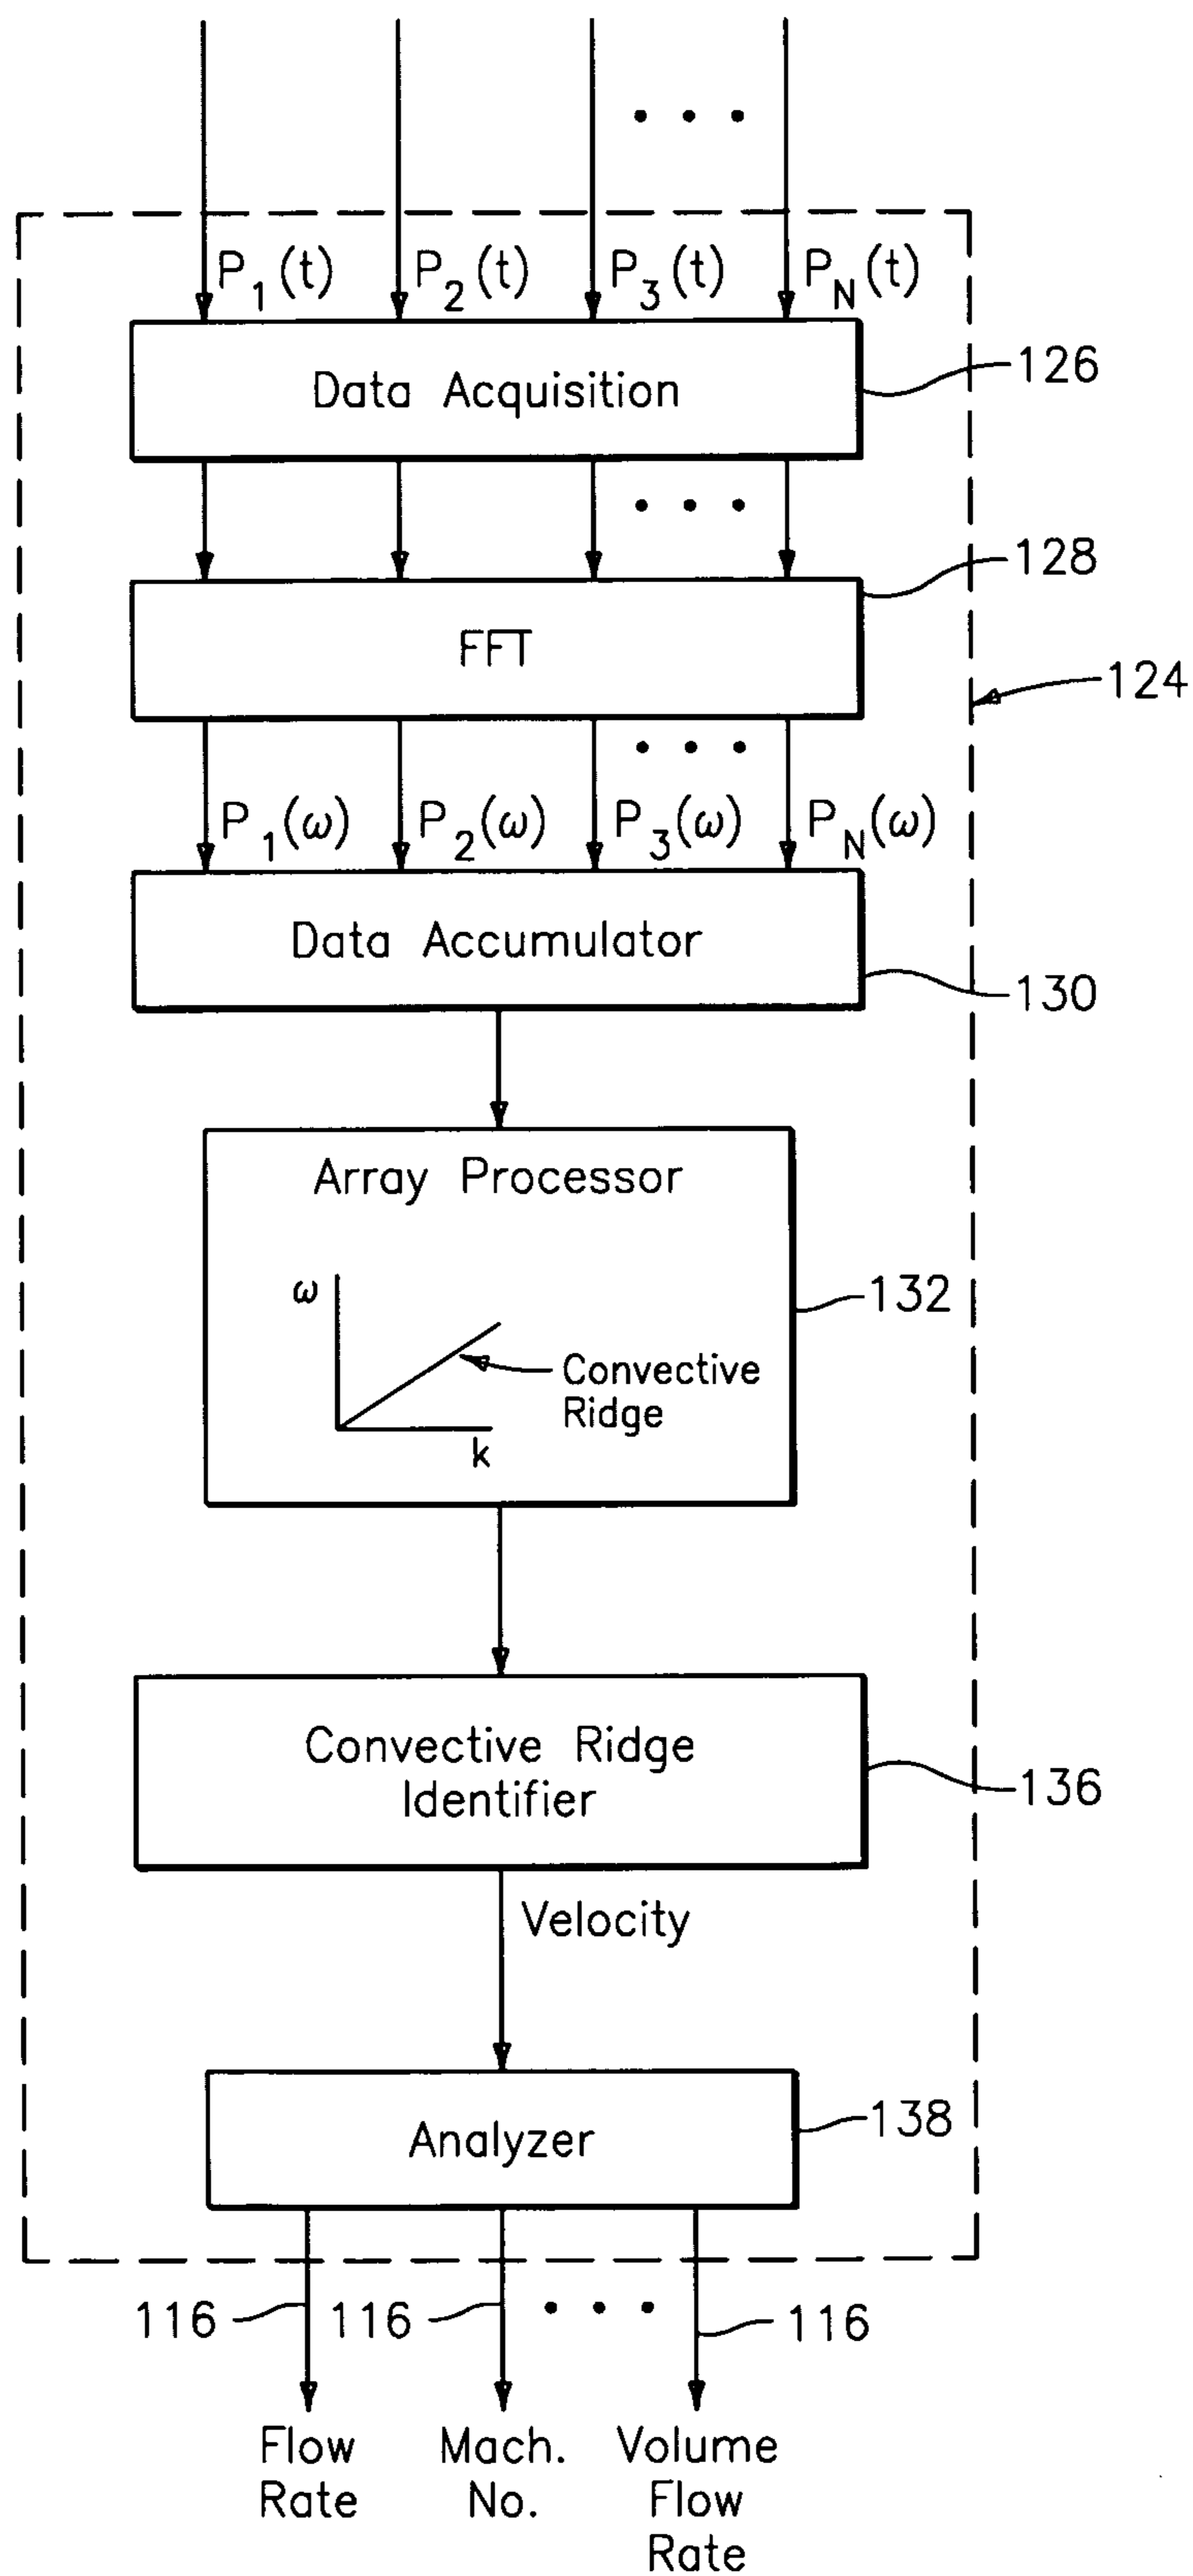 P1(t) P2(t) P3(t) PN(t)
Data Acquisition
126
FFT
128
124
P1(ω) P2(ω) P3(ω) PN(ω)
Data Accumulator
130
Array Processor
132
ω
Convective
Ridge
k
Convective Ridge
Identifier
136
Velocity
Analyzer
138
116 116 116
Flow
Rate
Mach.
No.
Volume
Flow
Rate